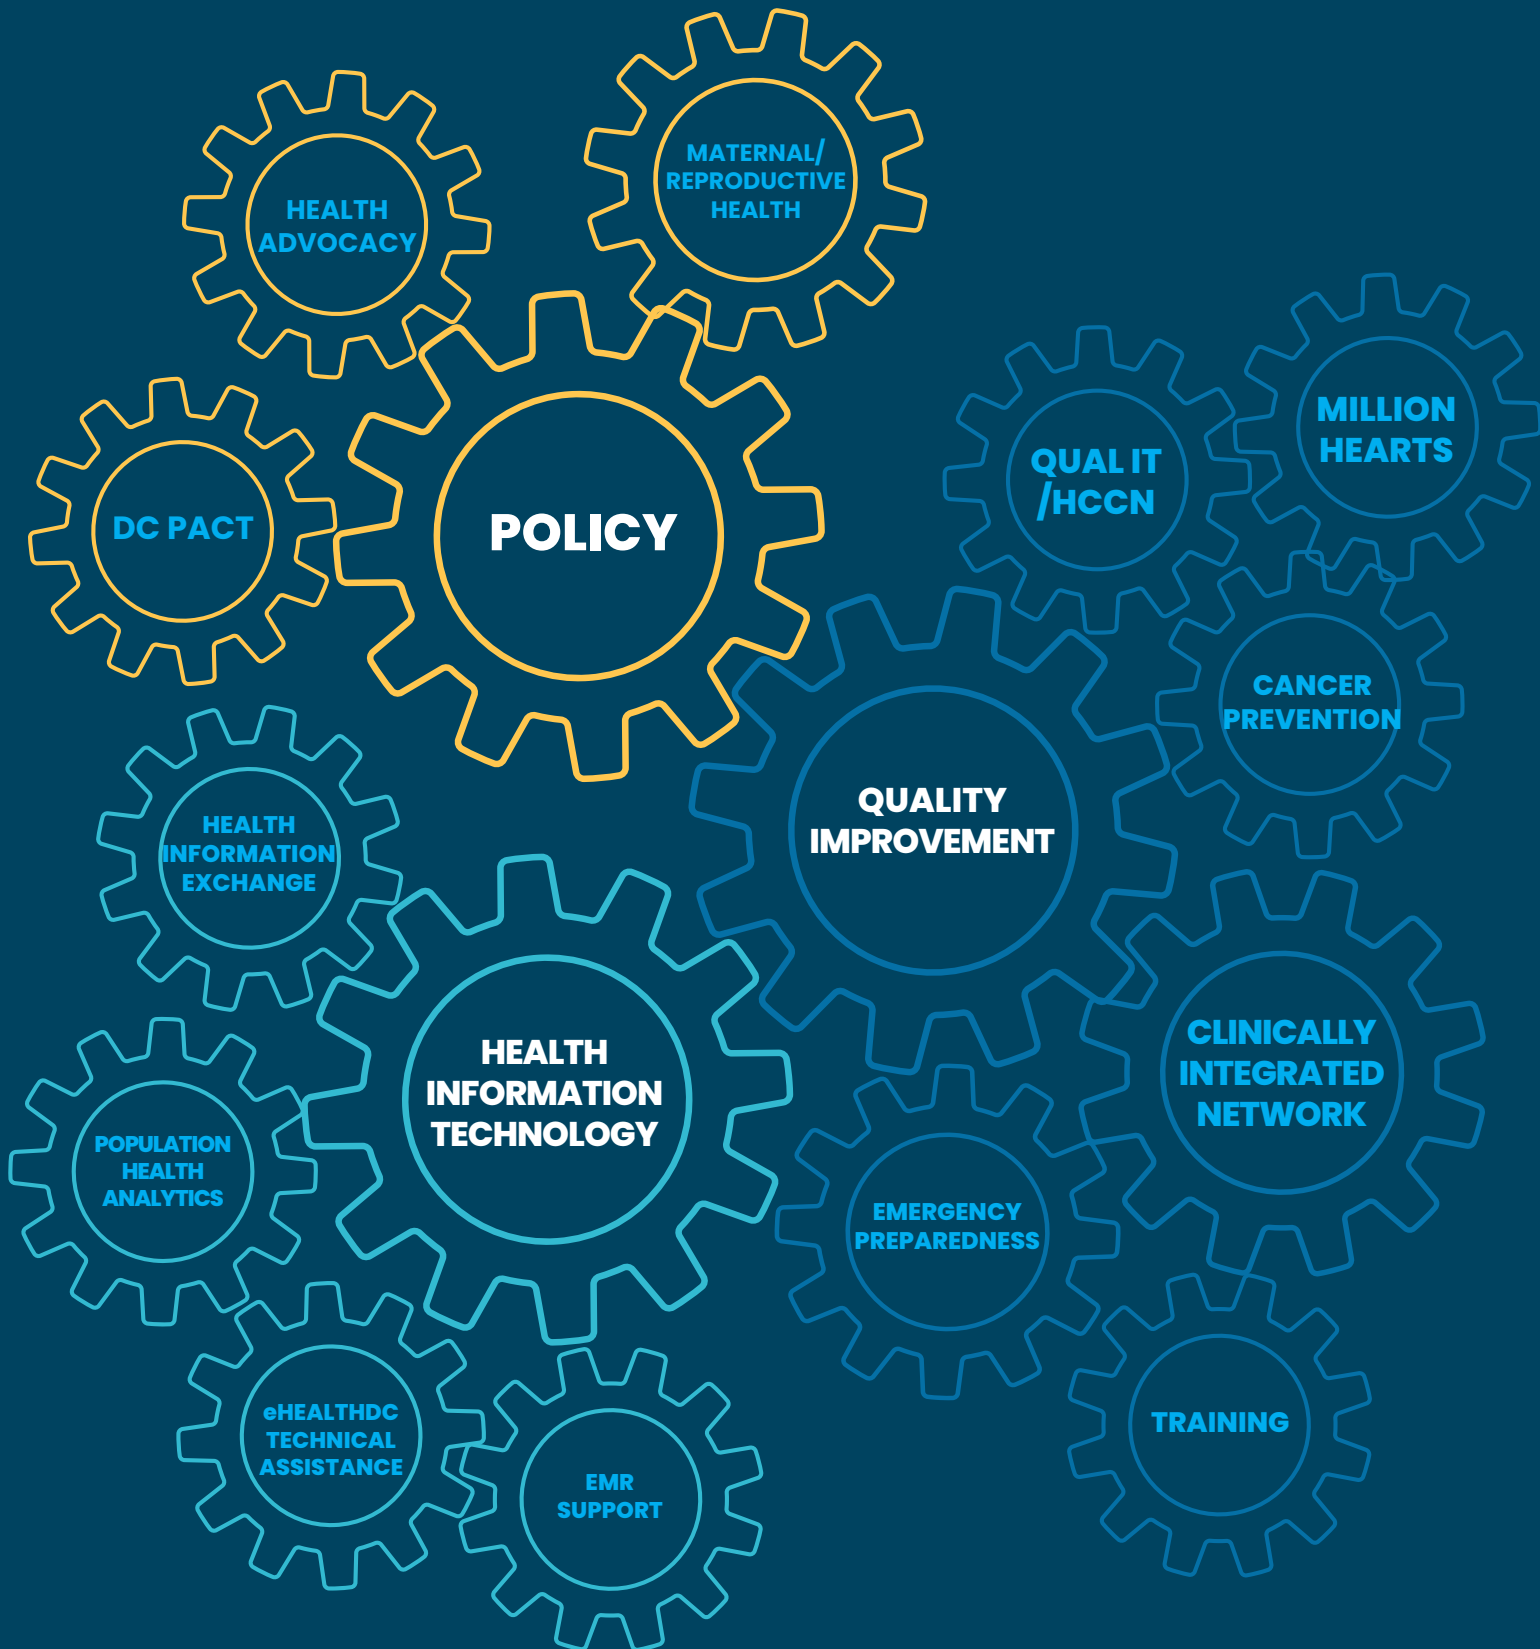 MATERNAL/
REPRODUCTIVE
HEALTH
HEALTH
ADVOCACY
MILLION
HEARTS
QUAL IT
/HCCN
DC PACT
POLICY
CANCER
PREVENTION
QUALITY
IMPROVEMENT
HEALTH
INFORMATION
EXCHANGE
HEALTH
INFORMATION
TECHNOLOGY
CLINICALLY
INTEGRATED
NETWORK
POPULATION
HEALTH
ANALYTICS
EMERGENCY
PREPAREDNESS
eHEALTHDC
TECHNICAL
ASSISTANCE
TRAINING
EMR
SUPPORT